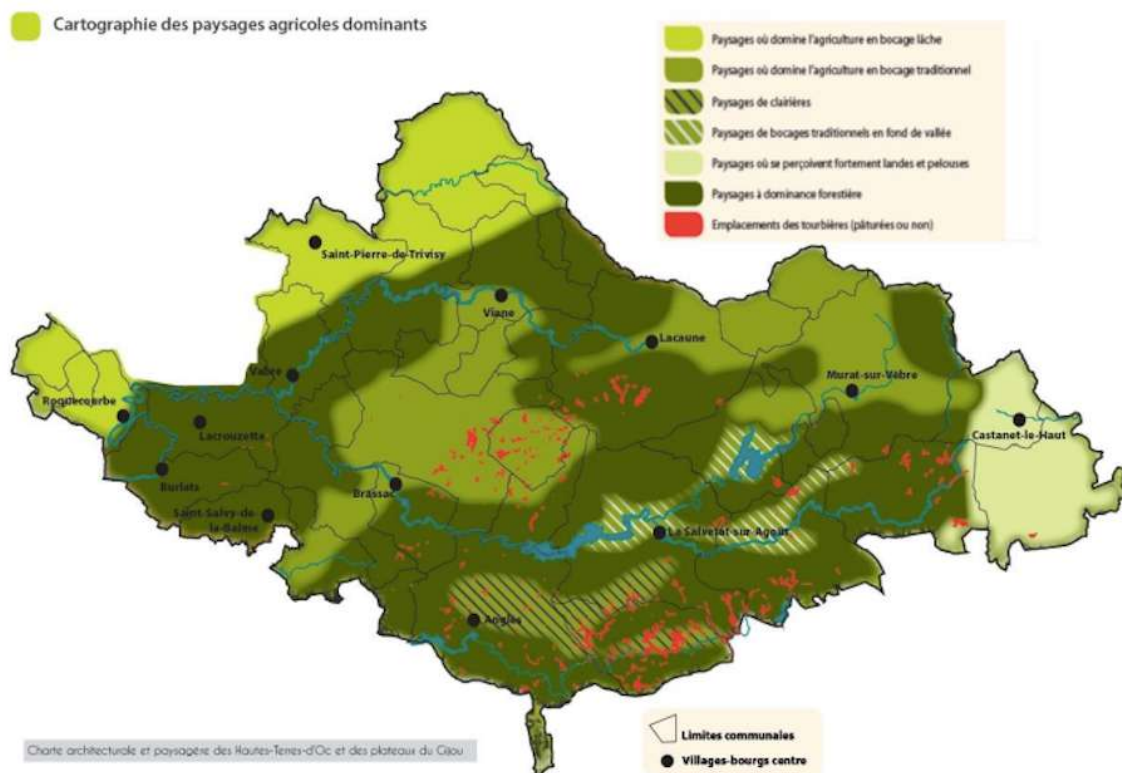 Cartographie des paysages agricoles dominants
Paysages où domine l'agriculture en bocage lâche
Paysages où domine l'agriculture en bocage traditionnel
Paysages de clairières
Paysages de bocages traditionnels en fond de vallée
Paysages où se perçoivent fortement landes et pelouses
Paysages à dominance forestière
Emplacements des tourbières (pâturées ou non)
Saint-Pierre-de-Trivisy
Viane
Lacaune
Vabre
Murat-sur-Vèbre
Roquecourbe
Lacrouzette
Castanet-le-Haut
Burlats
Brassac
Saint-Salvy-de-
la-Balme
La Salvetat-sur-Agout
Anglès
Limites communales
Villages-bourgs centre
Charte architecturale et paysagère des Hautes-Terres-d'Oc et des plateaux du Gijou